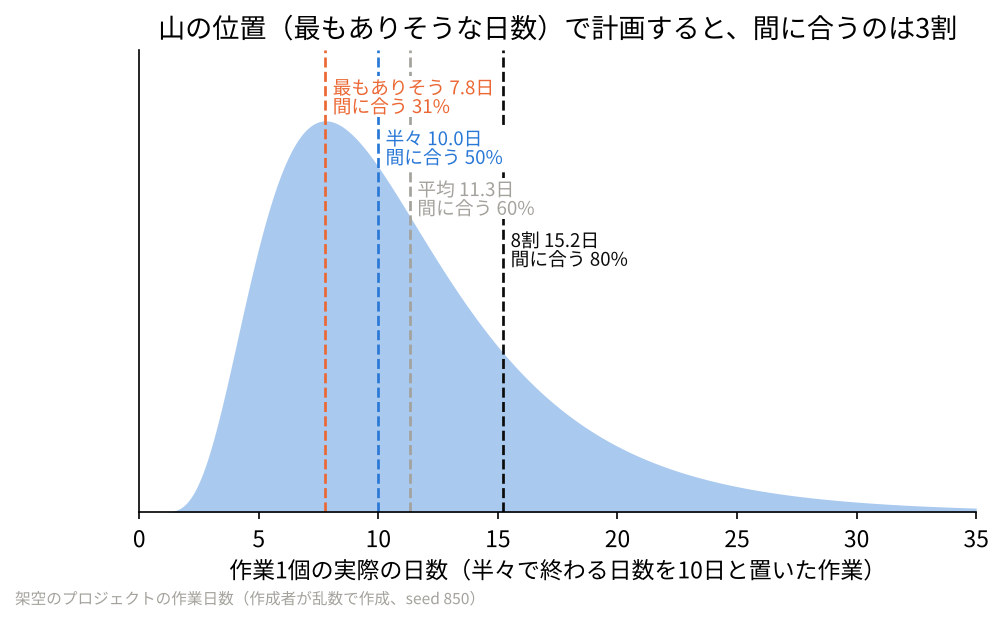 山の位置（最もありそうな日数）で計画すると、間に合うのは3割
最もありそう 7.8日
間に合う 31%
半々 10.0日
間に合う 50%
平均 11.3日
間に合う 60%
8割 15.2日
間に合う 80%
0 5 10 15 20 25 30 35
作業1個の実際の日数（半々で終わる日数を10日と置いた作業）
架空のプロジェクトの作業日数（作成者が乱数で作成、seed 850）